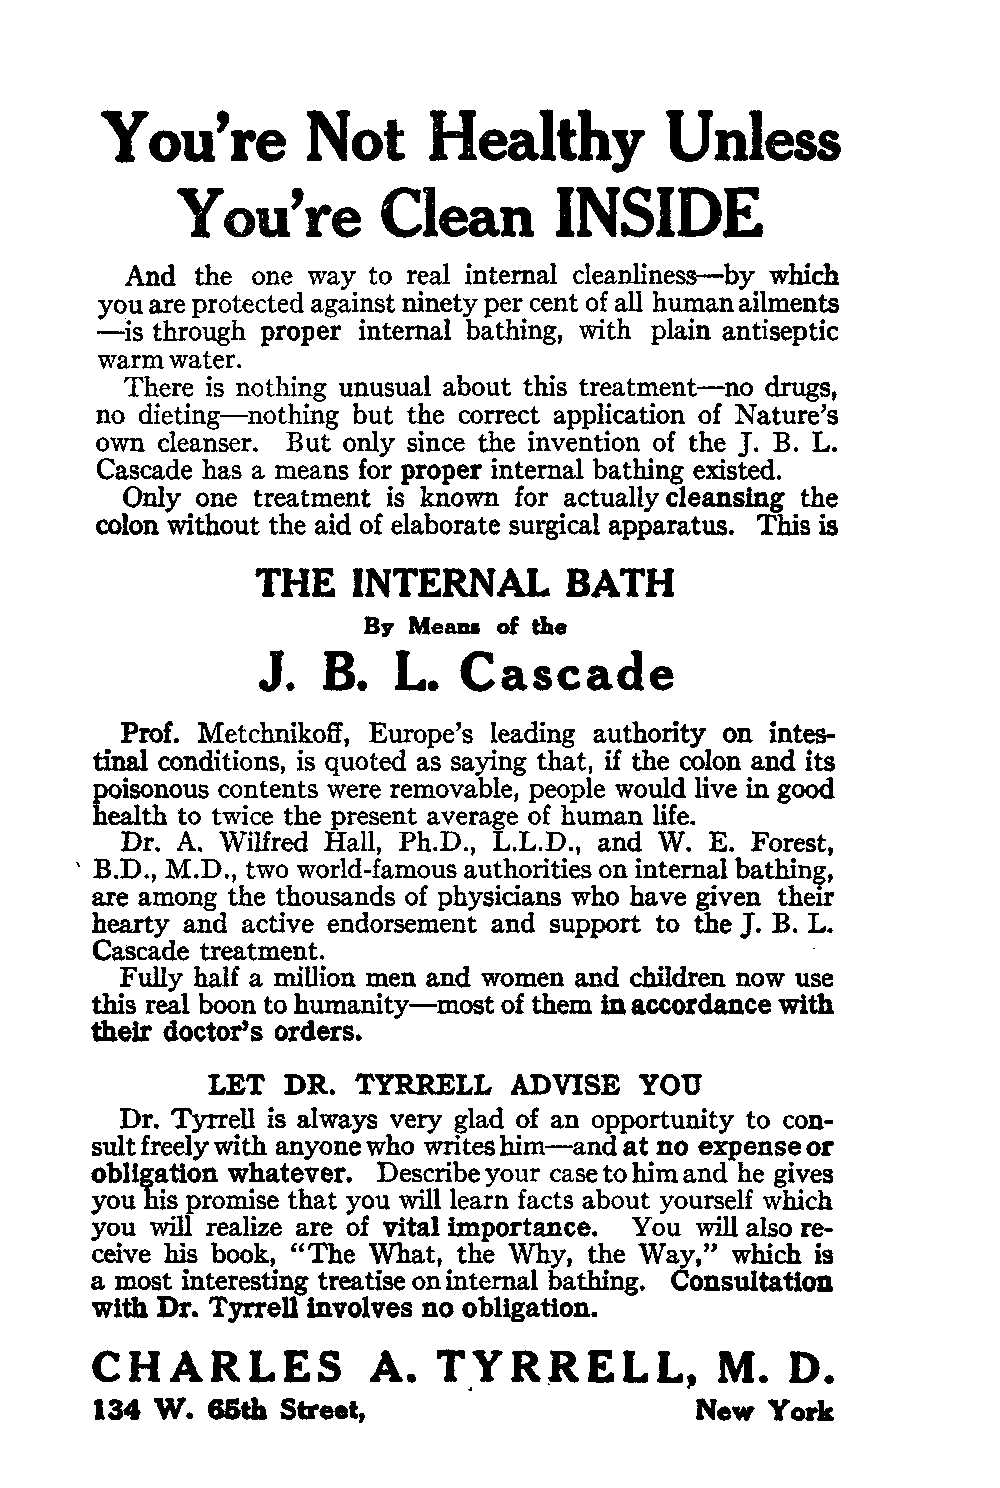 You're Not Healthy Unless
You're Clean INSIDE
And the one way to real internal cleanliness—by which
you are protected against ninety per cent of all human ailments
—is through proper internal bathing, with plain antiseptic
warm water.
There is nothing unusual about this treatment—no drugs,
no dieting—nothing but the correct application of Nature's
own cleanser. But only since the invention of the J. B. L.
Cascade has a means for proper internal bathing existed.
Only one treatment is known for actually cleansing the
colon without the aid of elaborate surgical apparatus. This is
THE INTERNAL BATH
By Means of the
J. B. L. Cascade
Prof. Metchnikoff, Europe's leading authority on intes-
tinal conditions, is quoted as saying that, if the colon and its
poisonous contents were removable, people would live in good
health to twice the present average of human life.
Dr. A. Wilfred Hall, Ph.D., L.L.D., and W. E. Forest,
B.D., M.D., two world-famous authorities on internal bathing,
are among the thousands of physicians who have given their
hearty and active endorsement and support to the J. B. L.
Cascade treatment.
Fully half a million men and women and children now use
this real boon to humanity—most of them in accordance with
their doctor's orders.
LET DR. TYRRELL ADVISE YOU
Dr. Tyrrell is always very glad of an opportunity to con-
sult freely with anyone who writes him—and at no expense or
obligation whatever. Describe your case to him and he gives
you his promise that you will learn facts about yourself which
you will realize are of vital importance. You will also re-
ceive his book, "The What, the Why, the Way," which is
a most interesting treatise on internal bathing. Consultation
with Dr. Tyrrell involves no obligation.
CHARLES A. TYRRELL, M. D.
134 W. 65th Street, New York